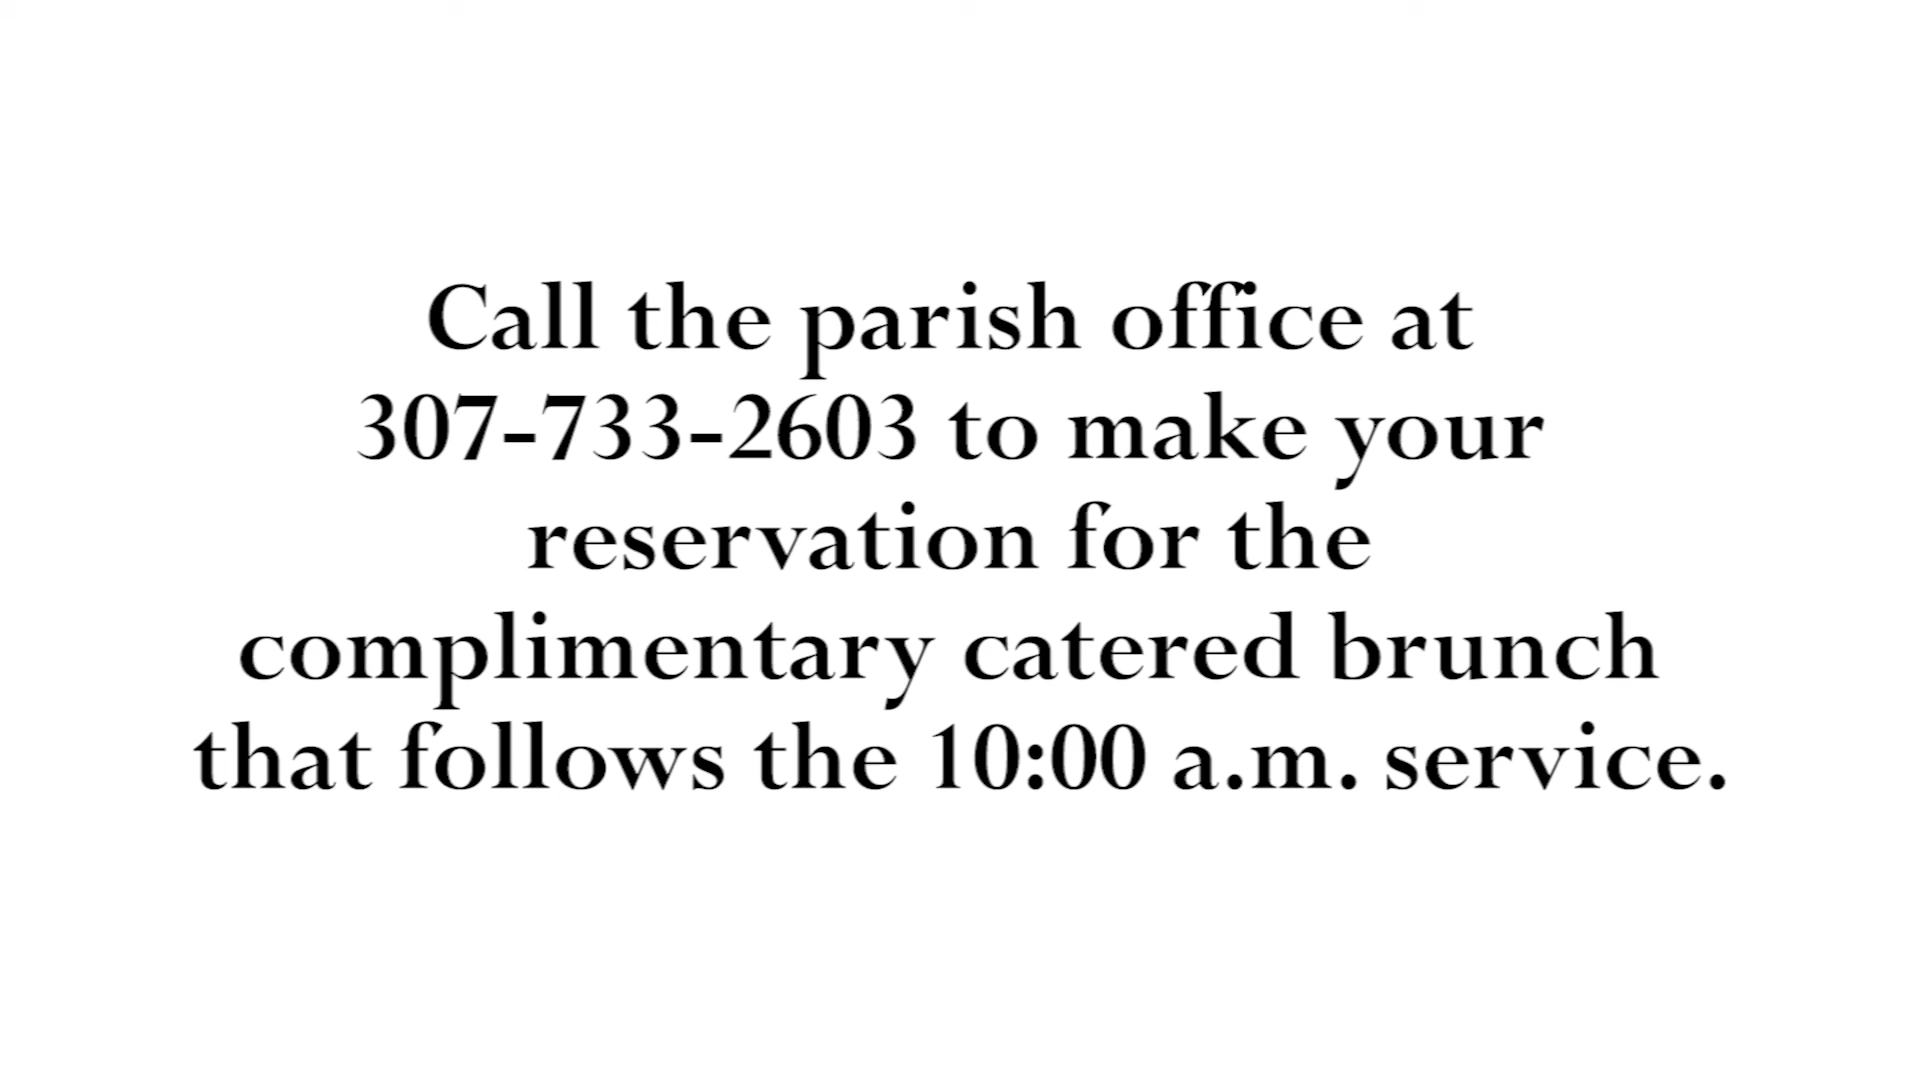 Call the parish office at
307-733-2603 to make your
reservation for the
complimentary catered brunch
that follows the 10:00 a.m. service.